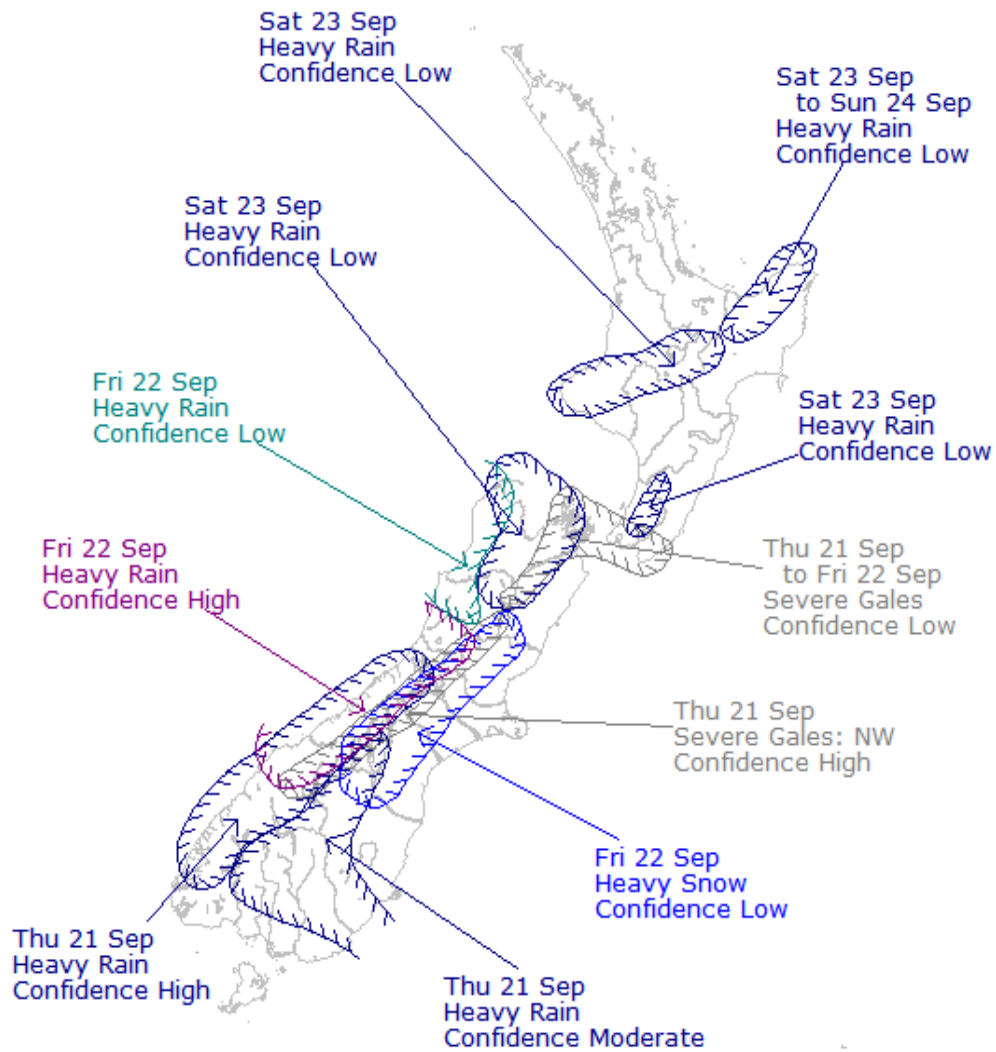 Sat 23 Sep
Heavy Rain
Confidence Low
Sat 23 Sep
to Sun 24 Sep
Heavy Rain
Confidence Low
Sat 23 Sep
Heavy Rain
Confidence Low
Fri 22 Sep
Heavy Rain
Confidence Low
Sat 23 Sep
Heavy Rain
Confidence Low
Fri 22 Sep
Heavy Rain
Confidence High
Thu 21 Sep
to Fri 22 Sep
Severe Gales
Confidence Low
Thu 21 Sep
Severe Gales: NW
Confidence High
Fri 22 Sep
Heavy Snow
Confidence Low
Thu 21 Sep
Heavy Rain
Confidence High
Thu 21 Sep
Heavy Rain
Confidence Moderate